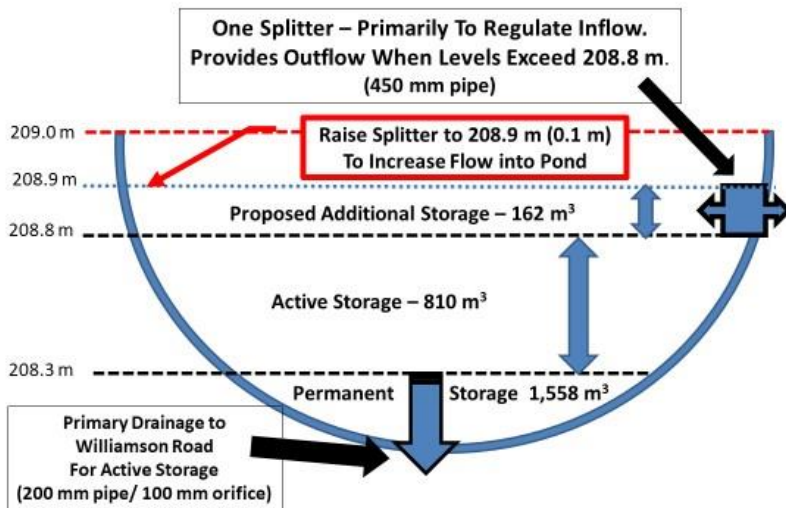 One Splitter – Primarily To Regulate Inflow.
Provides Outflow When Levels Exceed 208.8 m.
(450 mm pipe)
209.0 m
Raise Splitter to 208.9 m (0.1 m)
To Increase Flow into Pond
208.9 m
Proposed Additional Storage – 162 m³
208.8 m
Active Storage – 810 m³
208.3 m
Permanent Storage 1,558 m³
Primary Drainage to
Williamson Road
For Active Storage
(200 mm pipe/ 100 mm orifice)